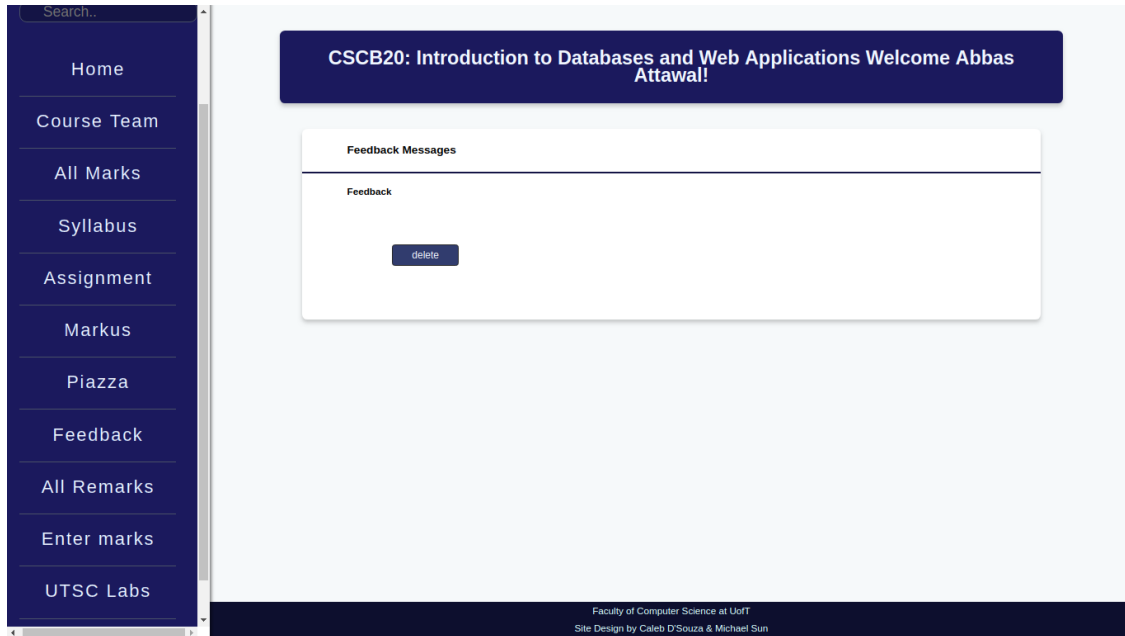 Search..
Home
Course Team
All Marks
Syllabus
Assignment
Markus
Piazza
Feedback
All Remarks
Enter marks
UTSC Labs
CSCB20: Introduction to Databases and Web Applications Welcome Abbas
Attawal!
Feedback Messages
Feedback
delete
Faculty of Computer Science at UofT
Site Design by Caleb D'Souza & Michael Sun